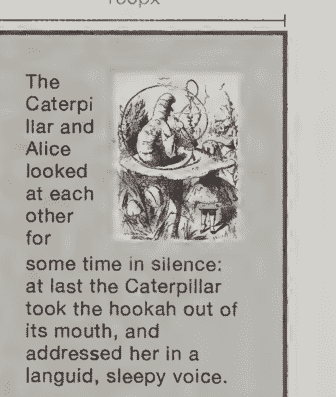 The
Caterpi
llar and
Alice
looked
at each
other
for
some time in silence:
at last the Caterpillar
took the hookah out of
its mouth, and
addressed her in a
languid, sleepy voice.